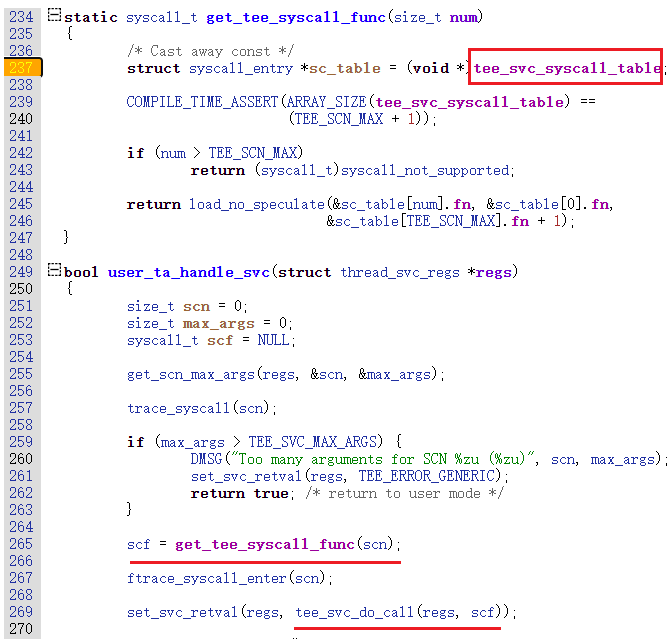 234 static syscall_t get_tee_syscall_func(size_t num)
235 {
236 /* Cast away const */
237 struct syscall_entry *sc_table = (void *)tee_svc_syscall_table;
238
239 COMPILE_TIME_ASSERT(ARRAY_SIZE(tee_svc_syscall_table) ==
240 (TEE_SCN_MAX + 1));
241
242 if (num > TEE_SCN_MAX)
243 return (syscall_t)syscall_not_supported;
244
245 return load_no_speculate(&sc_table[num].fn, &sc_table[0].fn,
246 &sc_table[TEE_SCN_MAX].fn + 1);
247 }
248
249 bool user_ta_handle_svc(struct thread_svc_regs *regs)
250 {
251 size_t scn = 0;
252 size_t max_args = 0;
253 syscall_t scf = NULL;
254
255 get_scn_max_args(regs, &scn, &max_args);
256
257 trace_syscall(scn);
258
259 if (max_args > TEE_SVC_MAX_ARGS) {
260 DMSG("Too many arguments for SCN %zu (%zu)", scn, max_args);
261 set_svc_retval(regs, TEE_ERROR_GENERIC);
262 return true; /* return to user mode */
263 }
264
265 scf = get_tee_syscall_func(scn);
266
267 ftrace_syscall_enter(scn);
268
269 set_svc_retval(regs, tee_svc_do_call(regs, scf));
270